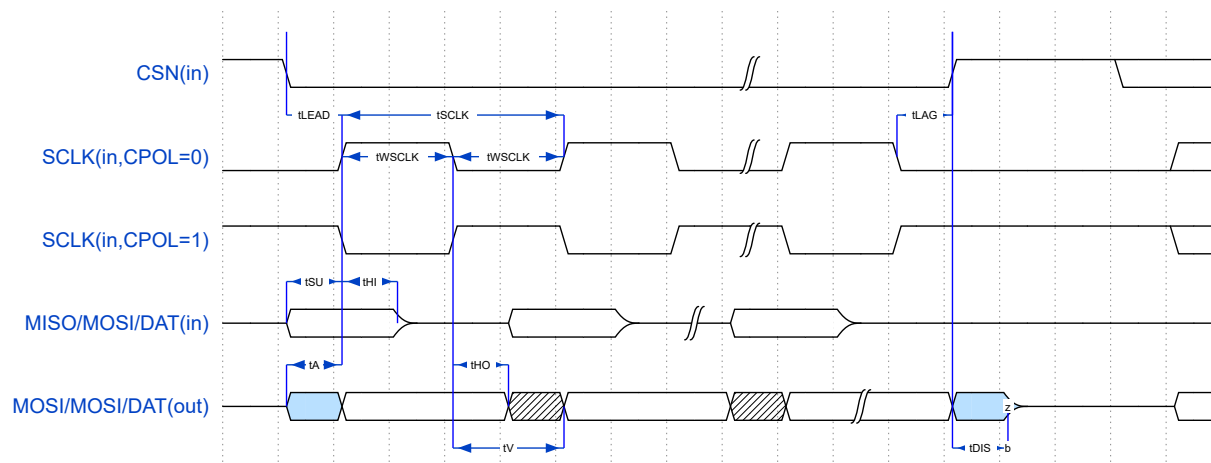 CSN(in)
tLEAD
tSCLK
tLAG
SCLK(in,CPOL=0)
tWSCLK
tWSCLK
SCLK(in,CPOL=1)
tSU
tHI
MISO/MOSI/DAT(in)
tA
tHO
MOSI/MOSI/DAT(out)
z
tV
tDIS
b